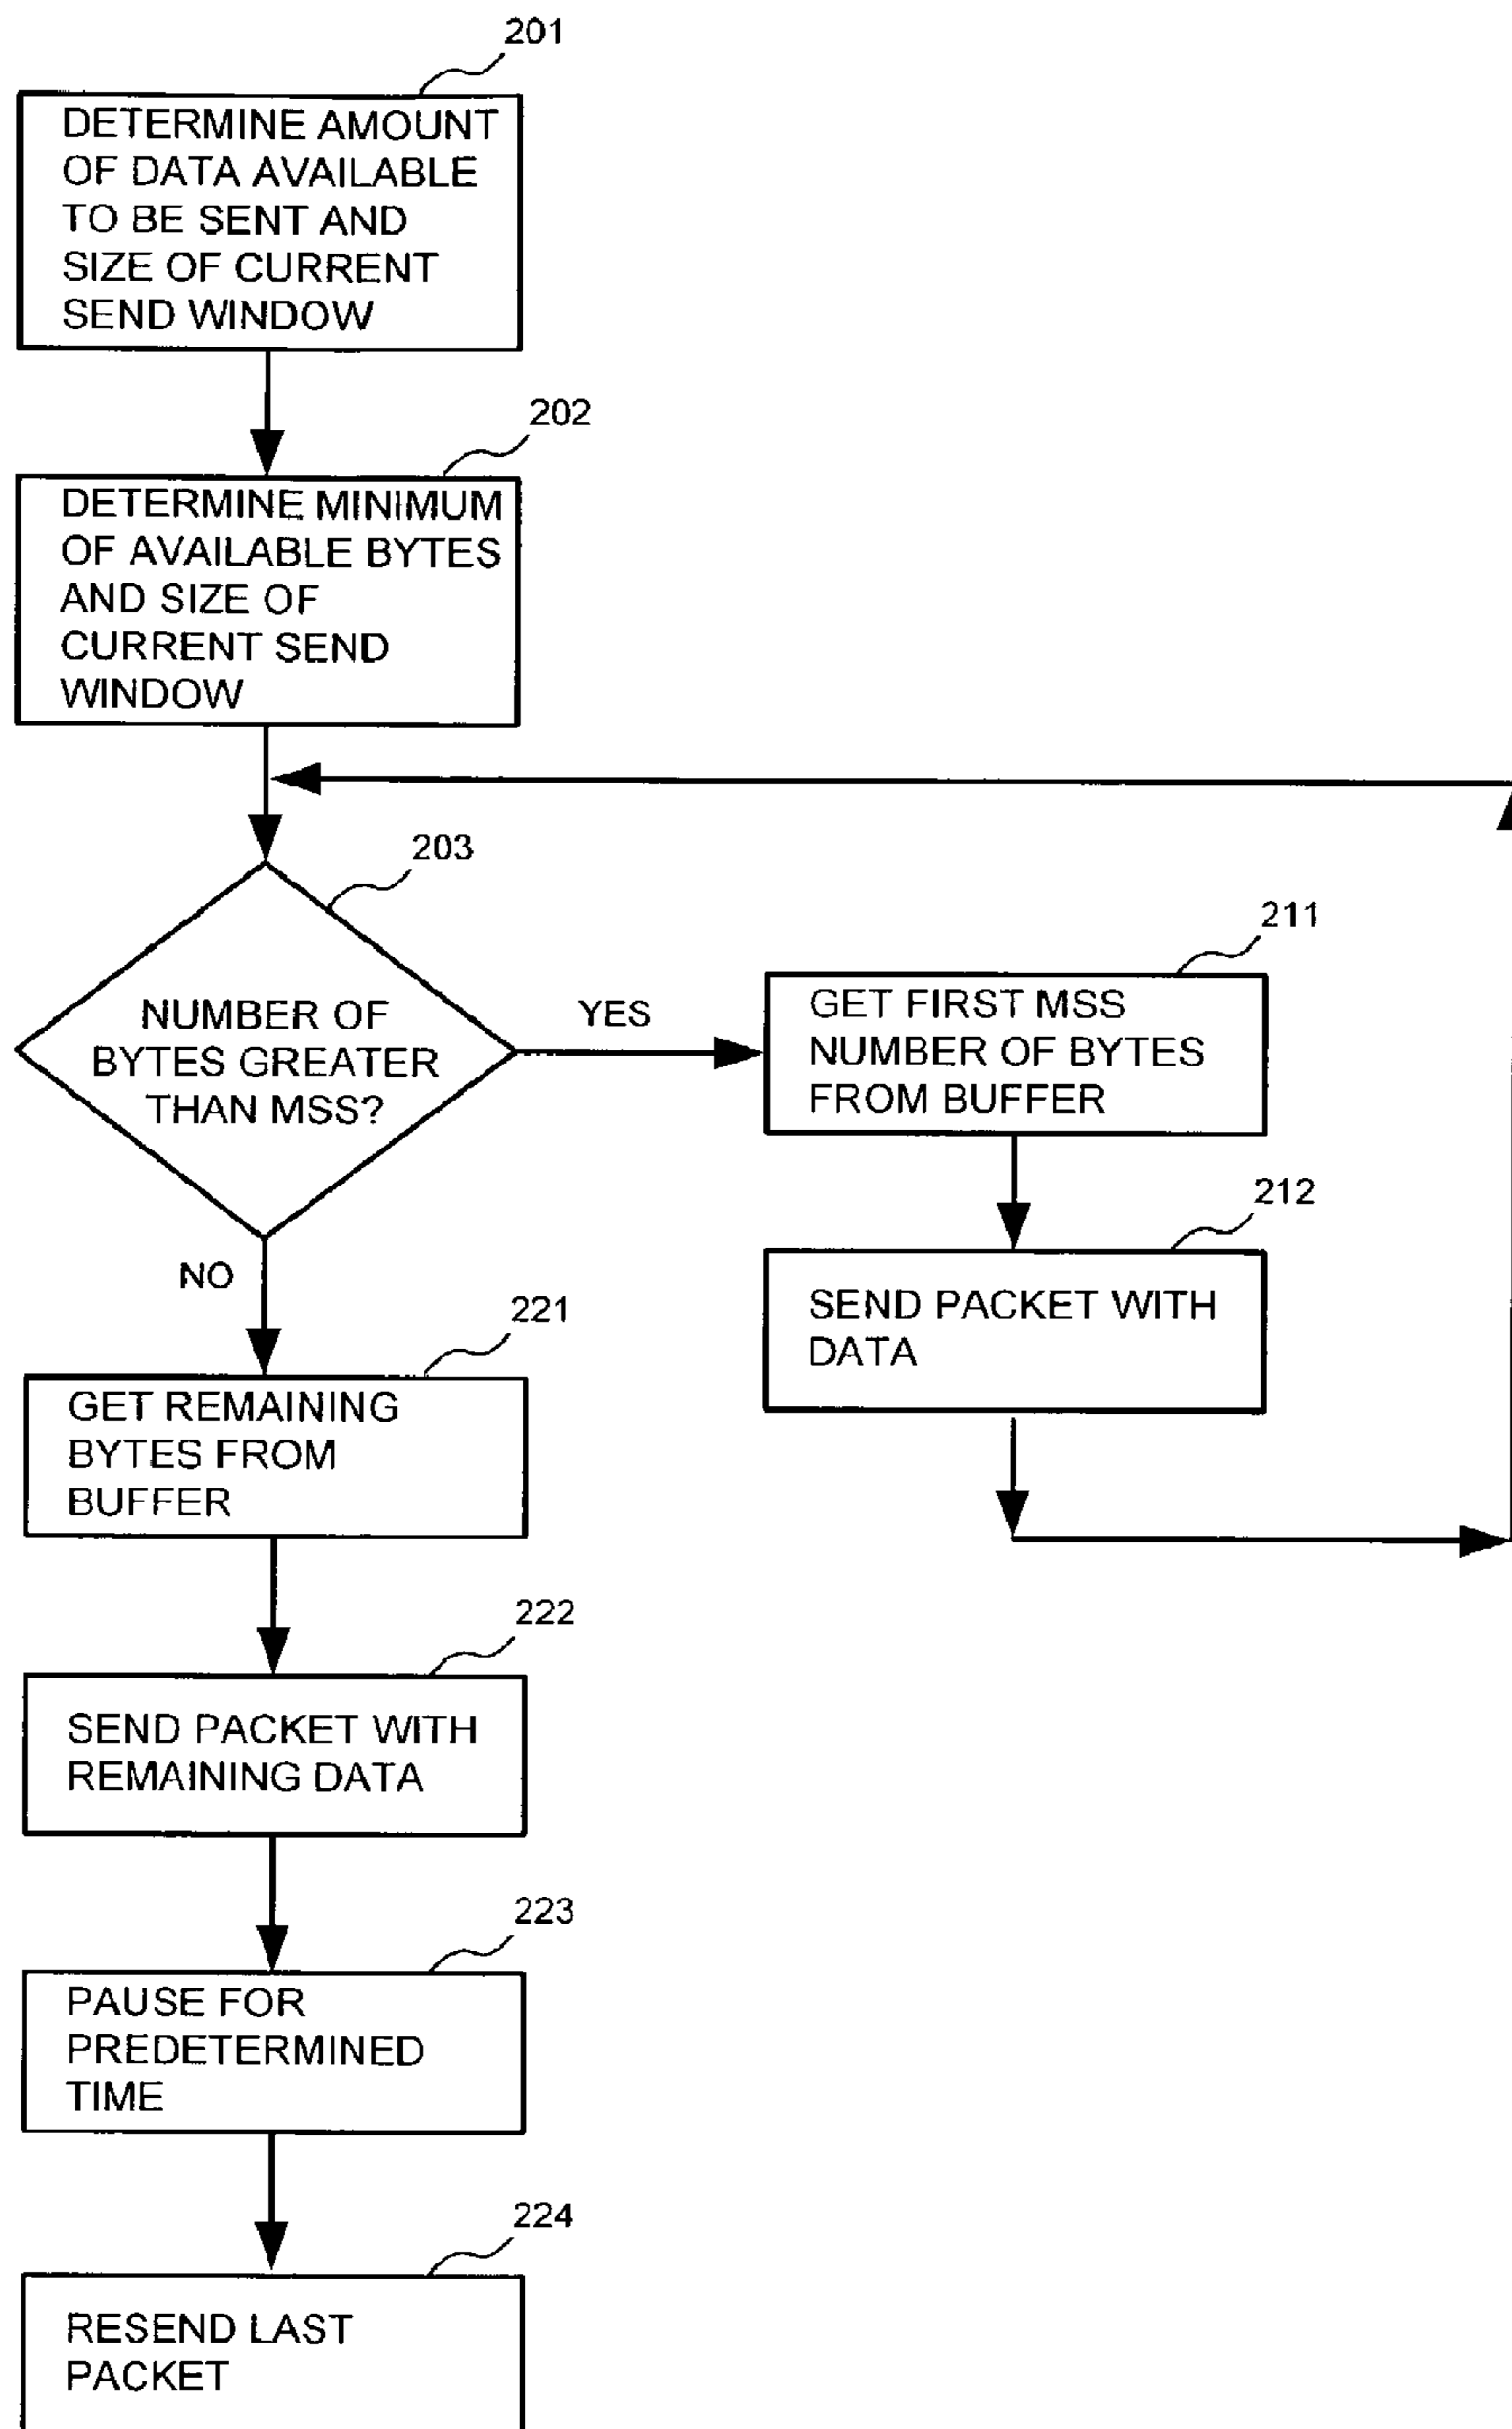 201
DETERMINE AMOUNT
OF DATA AVAILABLE
TO BE SENT AND
SIZE OF CURRENT
SEND WINDOW
202
DETERMINE MINIMUM
OF AVAILABLE BYTES
AND SIZE OF
CURRENT SEND
WINDOW
203
NUMBER OF
BYTES GREATER
THAN MSS?
YES
211
GET FIRST MSS
NUMBER OF BYTES
FROM BUFFER
212
SEND PACKET WITH
DATA
NO
221
GET REMAINING
BYTES FROM
BUFFER
222
SEND PACKET WITH
REMAINING DATA
223
PAUSE FOR
PREDETERMINED
TIME
224
RESEND LAST
PACKET